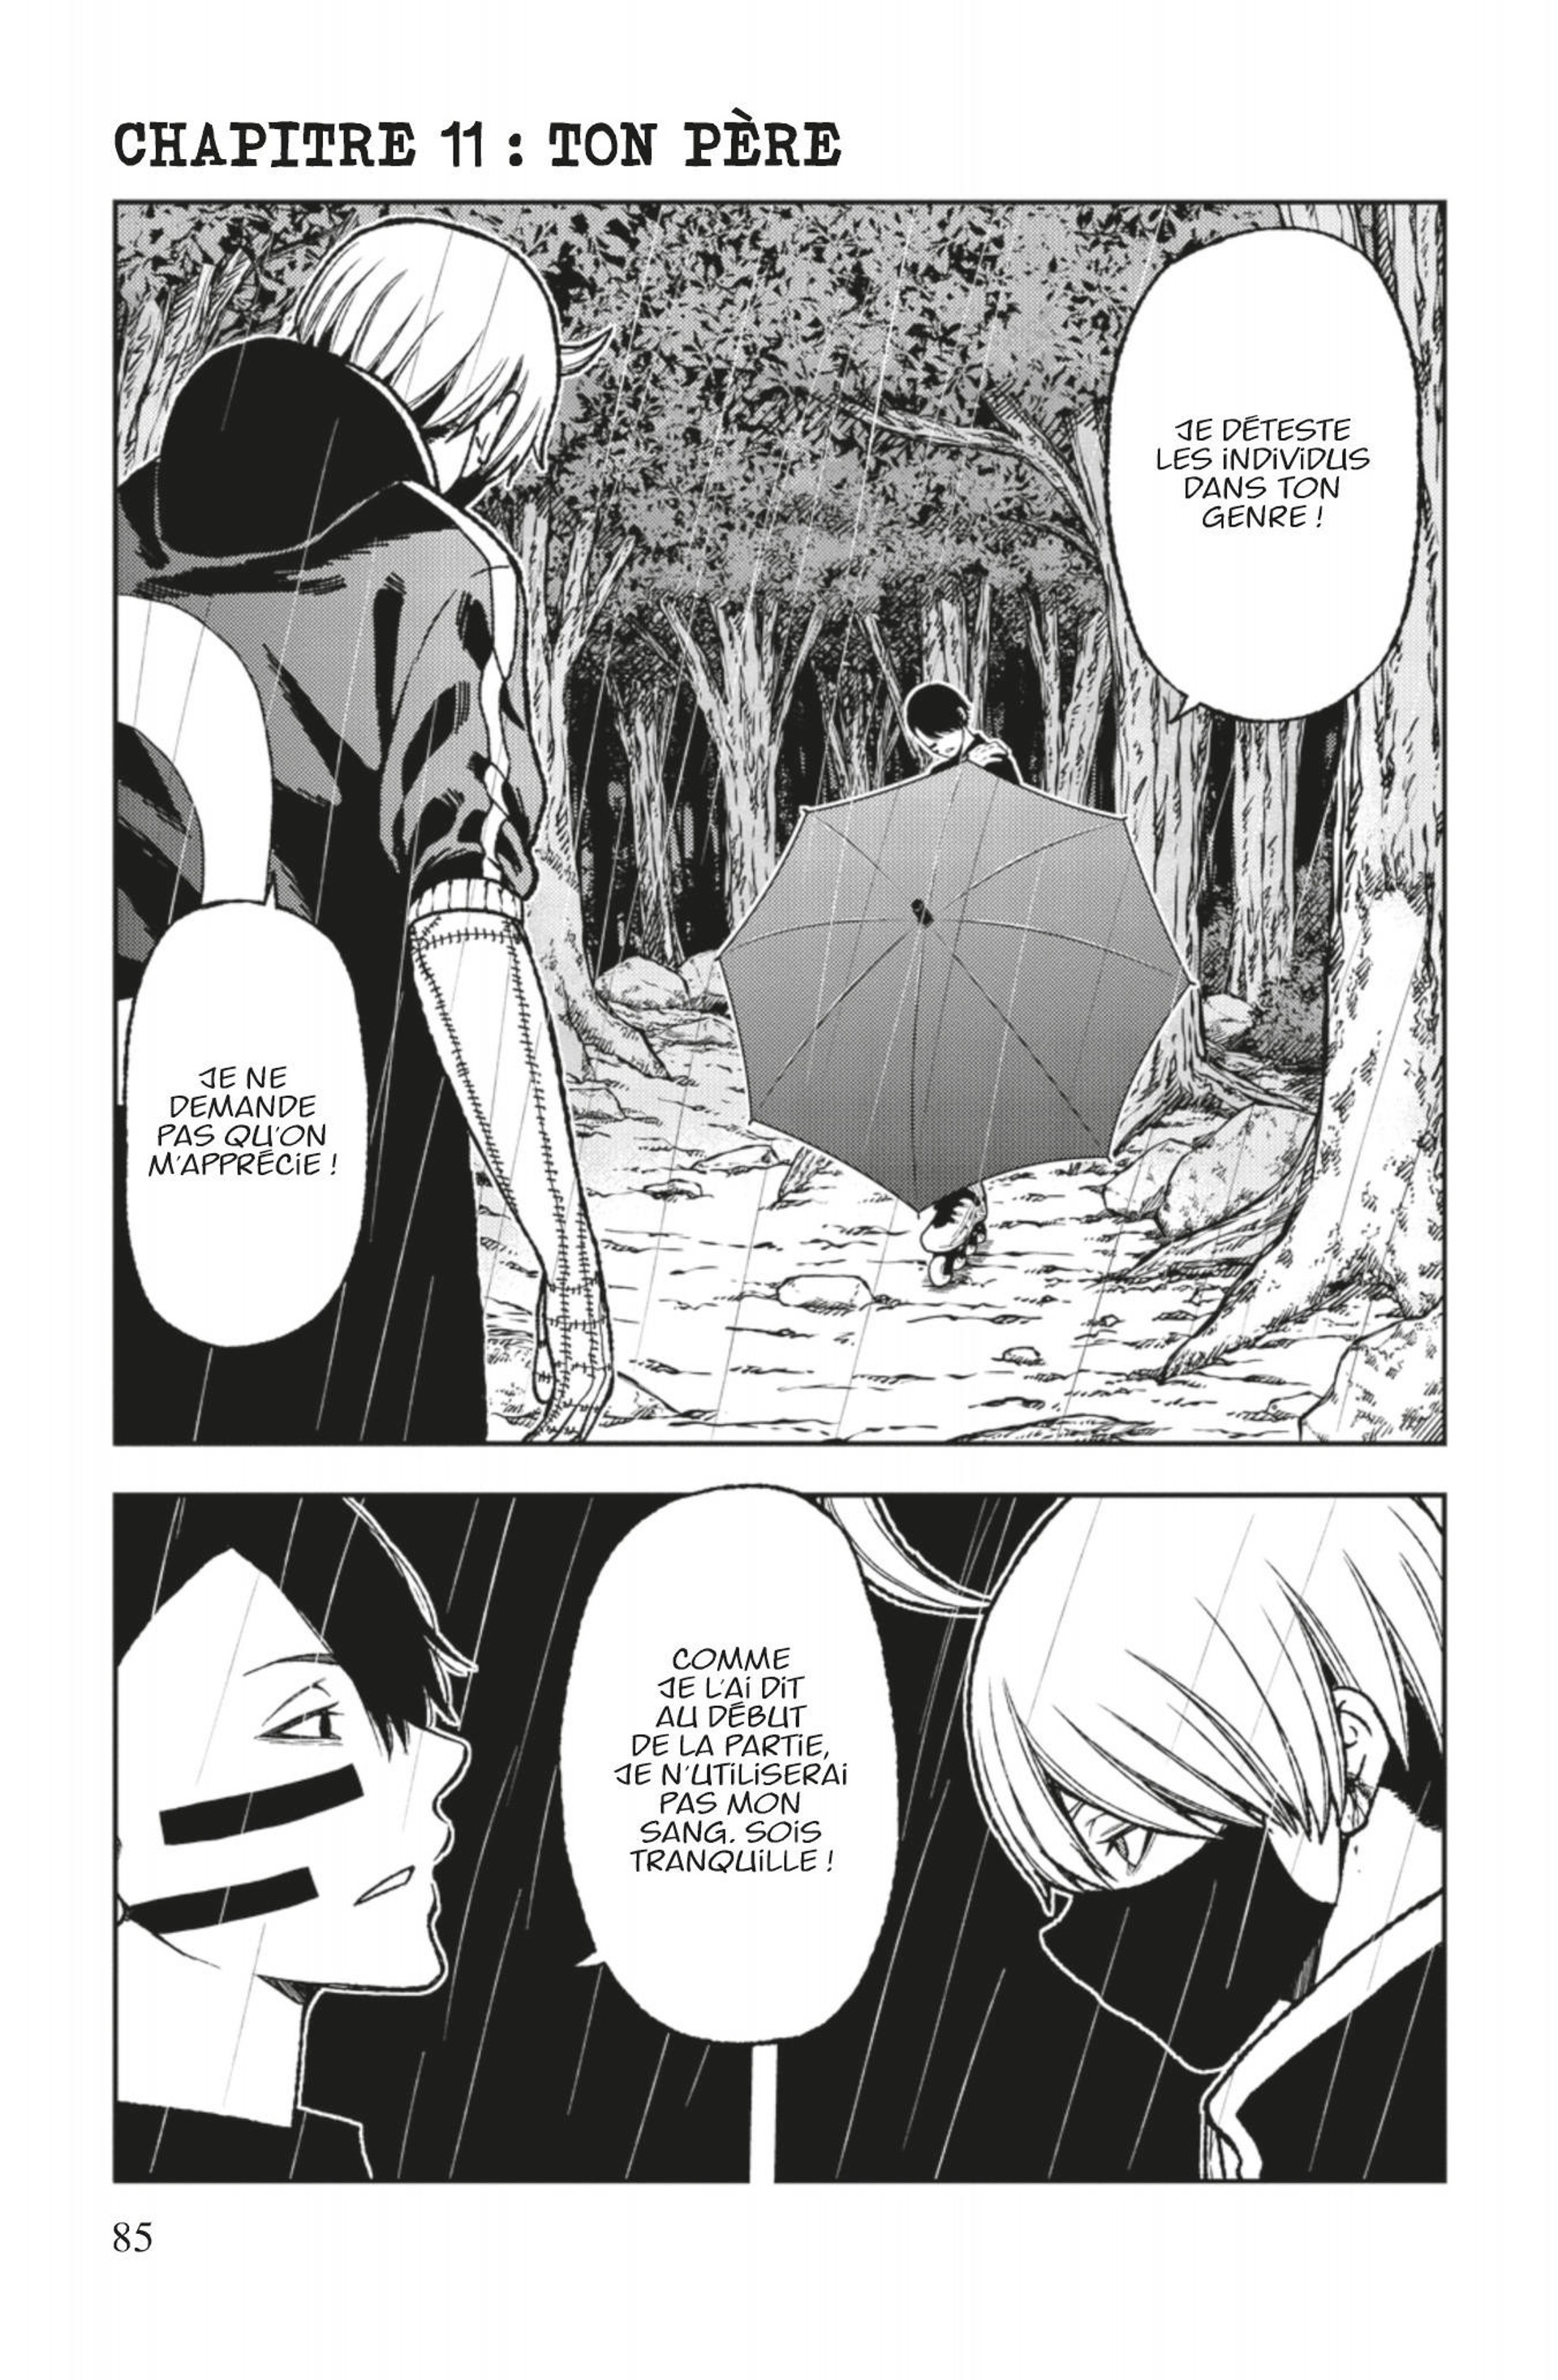 CHAPITRE 11 : TON PÈRE
JE DÉTESTE
LES INDIVIDUS
DANS TON
GENRE !
JE NE
DEMANDE
PAS QU'ON
M'APPRÉCIE !
COMME
JE L'AI DIT
AU DÉBUT
DE LA PARTIE,
JE N'UTILISERAI
PAS MON
SANG. SOIS
TRANQUILLE !
85